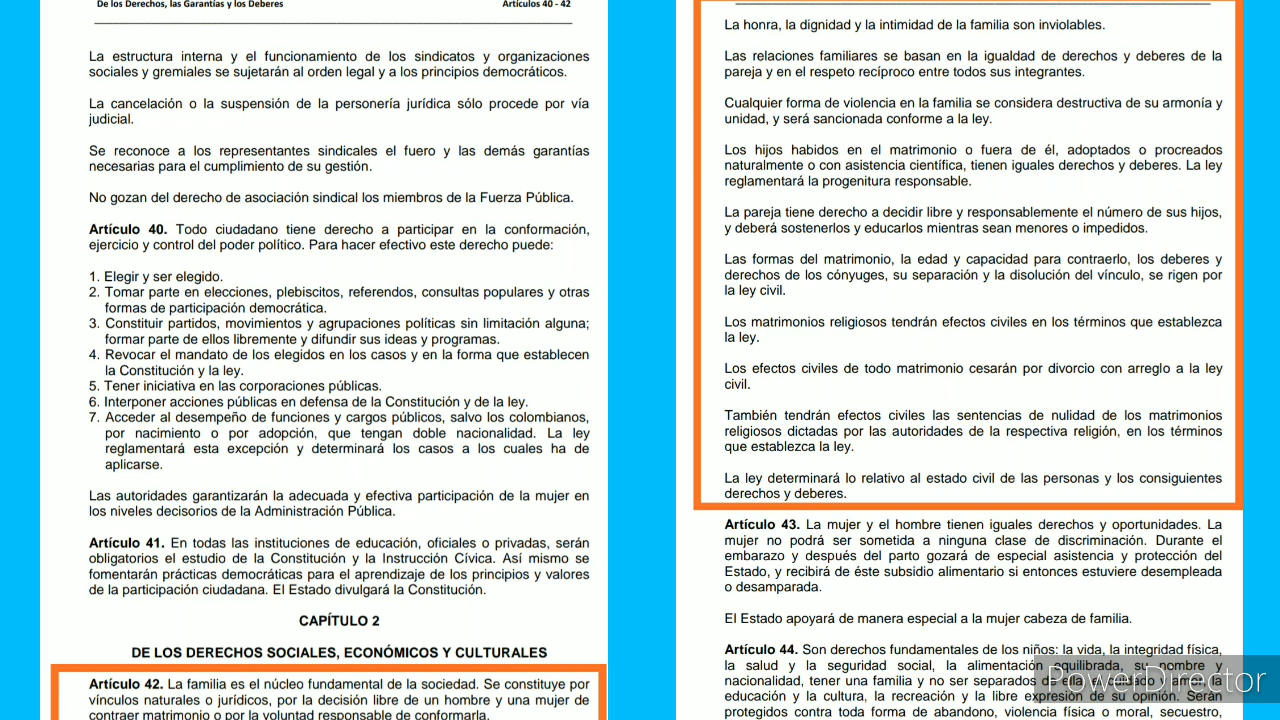 De los Derechos, las Garantías y los Deberes Artículos 40 - 42
La estructura interna y el funcionamiento de los sindicatos y organizaciones
sociales y gremiales se sujetarán al orden legal y a los principios democráticos.
La cancelación o la suspensión de la personería jurídica sólo procede por vía
judicial.
Se reconoce a los representantes sindicales el fuero y las demás garantías
necesarias para el cumplimiento de su gestión.
No gozan del derecho de asociación sindical los miembros de la Fuerza Pública.
Artículo 40. Todo ciudadano tiene derecho a participar en la conformación,
ejercicio y control del poder político. Para hacer efectivo este derecho puede:
1. Elegir y ser elegido.
2. Tomar parte en elecciones, plebiscitos, referendos, consultas populares y otras
formas de participación democrática.
3. Constituir partidos, movimientos y agrupaciones políticas sin limitación alguna;
formar parte de ellos libremente y difundir sus ideas y programas.
4. Revocar el mandato de los elegidos en los casos y en la forma que establecen
la Constitución y la ley.
5. Tener iniciativa en las corporaciones públicas.
6. Interponer acciones públicas en defensa de la Constitución y de la ley.
7. Acceder al desempeño de funciones y cargos públicos, salvo los colombianos,
por nacimiento o por adopción, que tengan doble nacionalidad. La ley
reglamentará esta excepción y determinará los casos a los cuales ha de
aplicarse.
Las autoridades garantizarán la adecuada y efectiva participación de la mujer en
los niveles decisorios de la Administración Pública.
Artículo 41. En todas las instituciones de educación, oficiales o privadas, serán
obligatorios el estudio de la Constitución y la Instrucción Cívica. Así mismo se
fomentarán prácticas democráticas para el aprendizaje de los principios y valores
de la participación ciudadana. El Estado divulgará la Constitución.
CAPÍTULO 2
DE LOS DERECHOS SOCIALES, ECONÓMICOS Y CULTURALES
Artículo 42. La familia es el núcleo fundamental de la sociedad. Se constituye por
vínculos naturales o jurídicos, por la decisión libre de un hombre y una mujer de
contraer matrimonio o por la voluntad responsable de conformarla.
La honra, la dignidad y la intimidad de la familia son inviolables.
Las relaciones familiares se basan en la igualdad de derechos y deberes de la
pareja y en el respeto recíproco entre todos sus integrantes.
Cualquier forma de violencia en la familia se considera destructiva de su armonía y
unidad, y será sancionada conforme a la ley.
Los hijos habidos en el matrimonio o fuera de él, adoptados o procreados
naturalmente o con asistencia científica, tienen iguales derechos y deberes. La ley
reglamentará la progenitura responsable.
La pareja tiene derecho a decidir libre y responsablemente el número de sus hijos,
y deberá sostenerlos y educarlos mientras sean menores o impedidos.
Las formas del matrimonio, la edad y capacidad para contraerlo, los deberes y
derechos de los cónyuges, su separación y la disolución del vínculo, se rigen por
la ley civil.
Los matrimonios religiosos tendrán efectos civiles en los términos que establezca
la ley.
Los efectos civiles de todo matrimonio cesarán por divorcio con arreglo a la ley
civil.
También tendrán efectos civiles las sentencias de nulidad de los matrimonios
religiosos dictadas por las autoridades de la respectiva religión, en los términos
que establezca la ley.
La ley determinará lo relativo al estado civil de las personas y los consiguientes
derechos y deberes.
Artículo 43. La mujer y el hombre tienen iguales derechos y oportunidades. La
mujer no podrá ser sometida a ninguna clase de discriminación. Durante el
embarazo y después del parto gozará de especial asistencia y protección del
Estado, y recibirá de éste subsidio alimentario si entonces estuviere desempleada
o desamparada.
El Estado apoyará de manera especial a la mujer cabeza de familia.
Artículo 44. Son derechos fundamentales de los niños: la vida, la integridad física,
la salud y la seguridad social, la alimentación equilibrada, su nombre y
nacionalidad, tener una familia y no ser separados de ella, el cuidado y amor, la
educación y la cultura, la recreación y la libre expresión de su opinión. Serán
protegidos contra toda forma de abandono, violencia física o moral, secuestro,
PowerDirector